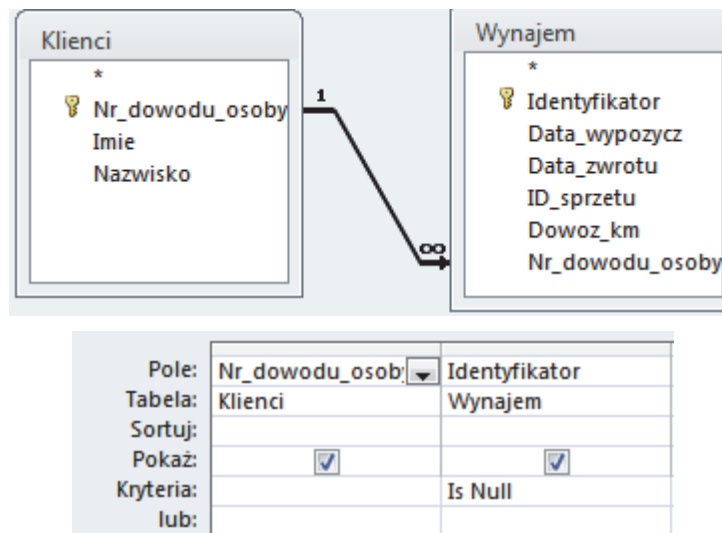 Klienci
*
Nr_dowodu_osoby
Imie
Nazwisko
1
∞
Wynajem
*
Identyfikator
Data_wypozycz
Data_zwrotu
ID_sprzetu
Dowoz_km
Nr_dowodu_osoby
Pole: Nr_dowodu_osob Identyfikator
Tabela: Klienci Wynajem
Sortuj:
Pokaż:
Kryteria: Is Null
lub: